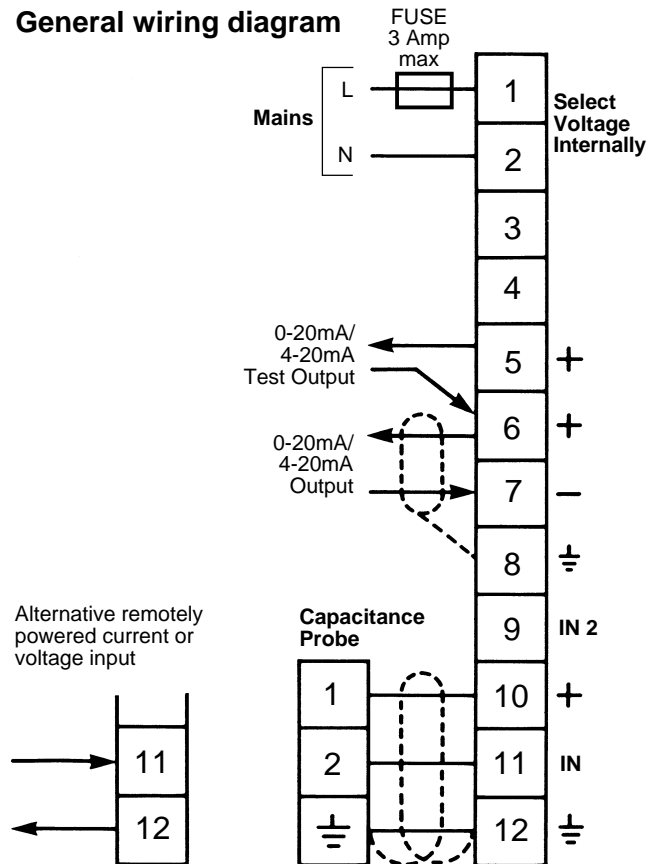 General wiring diagram
FUSE
3 Amp
max
Mains
L
N
1
2
3
4
5
6
7
8
9
10
11
12
Select
Voltage
Internally
0-20mA/
4-20mA
Test Output
0-20mA/
4-20mA
Output
+
+
–
IN 2
+
IN
Alternative remotely
powered current or
voltage input
11
12
Capacitance
Probe
1
2